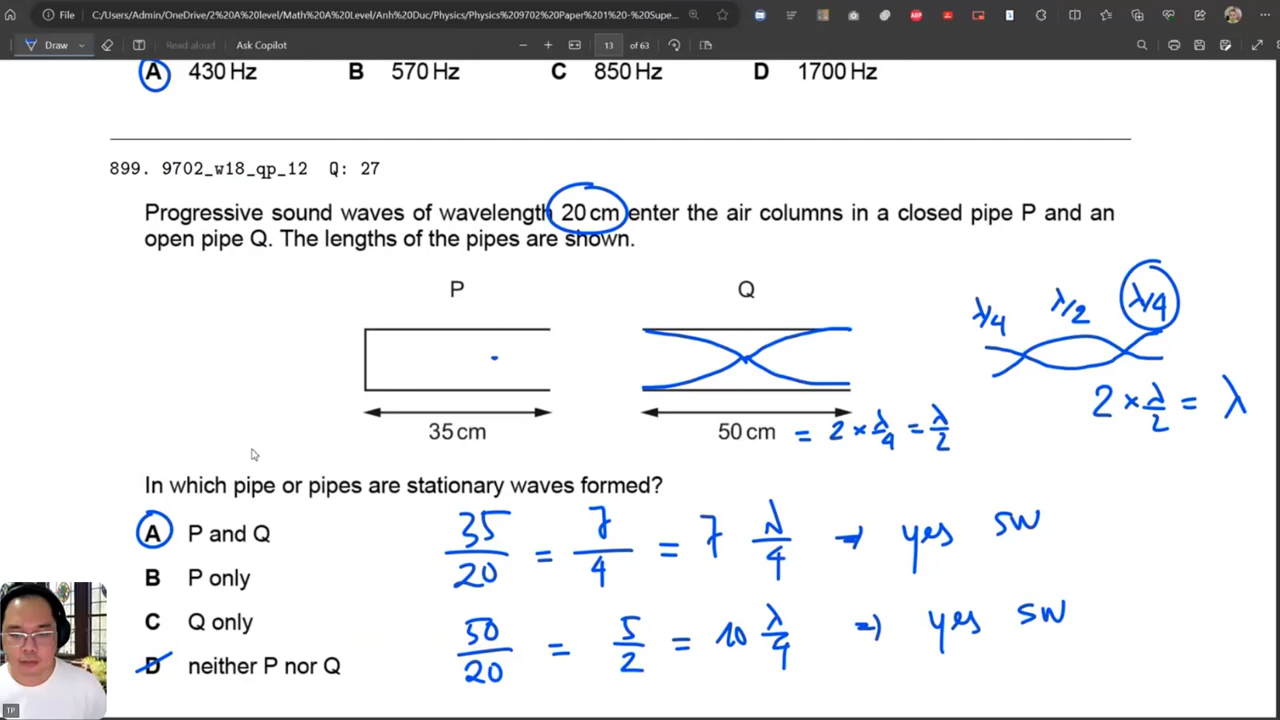 File C:/Users/Admin/OneDrive/2%20A%20level/Math%20A%20Level/Anh%20Duc/Physics/Physics%209702%20Paper%201%20-%20Supe...
Draw Read aloud Ask Copilot 13 of 63
A 430 Hz B 570 Hz C 850 Hz D 1700 Hz
899. 9702_w18_qp_12 Q: 27
Progressive sound waves of wavelength 20 cm enter the air columns in a closed pipe P and an
open pipe Q. The lengths of the pipes are shown.
P Q
λ/4 λ/2 λ/4
2 × λ/2 = λ
35 cm 50 cm = 2 × λ/4 = λ/2
In which pipe or pipes are stationary waves formed?
A P and Q
35/20 = 7/4 = 7 λ/4 → yes sw
B P only
C Q only
50/20 = 5/2 = 10 λ/4 ⇒ yes sw
D neither P nor Q
TP